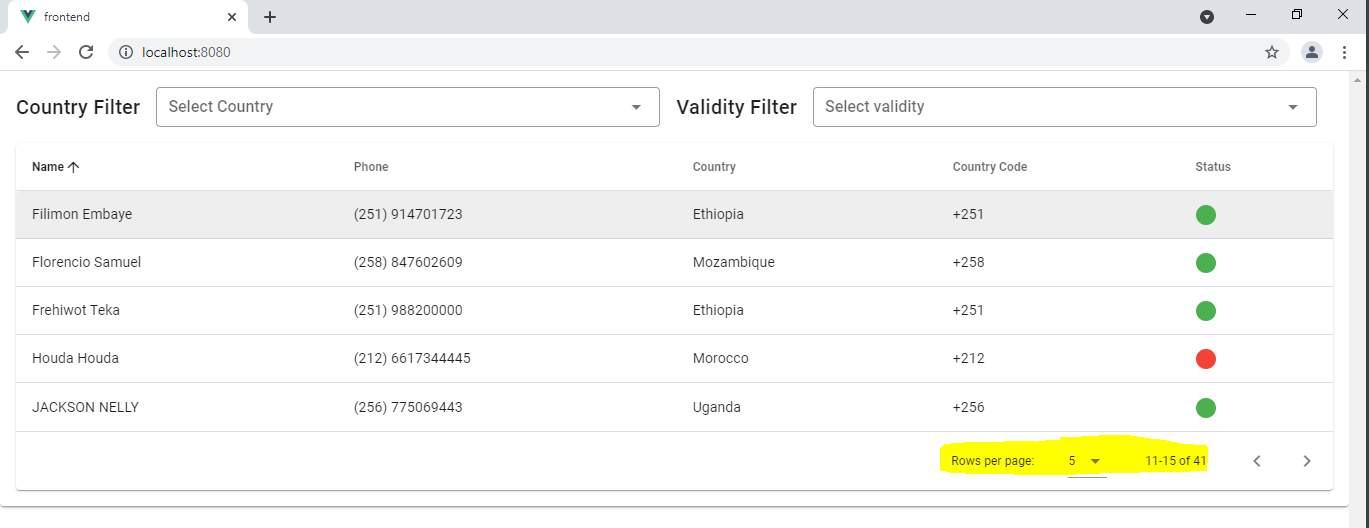 frontend
localhost:8080
Country Filter Select Country Validity Filter Select validity
Name Phone Country Country Code Status
Filimon Embaye (251) 914701723 Ethiopia +251
Florencio Samuel (258) 847602609 Mozambique +258
Frehiwot Teka (251) 988200000 Ethiopia +251
Houda Houda (212) 6617344445 Morocco +212
JACKSON NELLY (256) 775069443 Uganda +256
Rows per page: 5 11-15 of 41